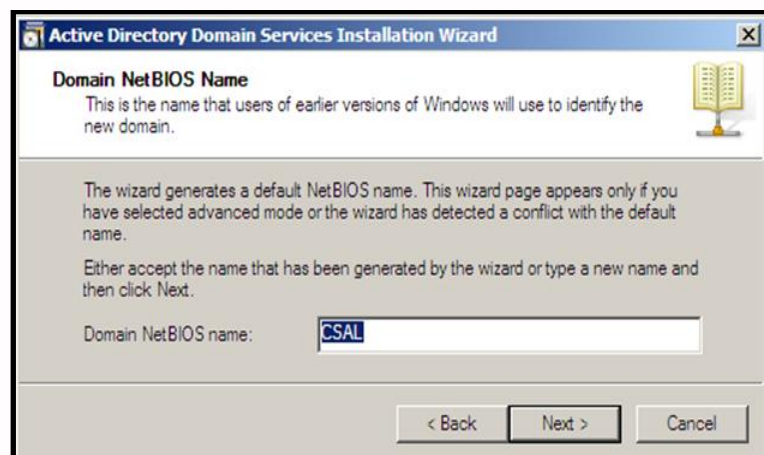 Active Directory Domain Services Installation Wizard
Domain NetBIOS Name
This is the name that users of earlier versions of Windows will use to identify the
new domain.
The wizard generates a default NetBIOS name. This wizard page appears only if you
have selected advanced mode or the wizard has detected a conflict with the default
name.
Either accept the name that has been generated by the wizard or type a new name and
then click Next.
Domain NetBIOS name: CSAL
< Back Next > Cancel